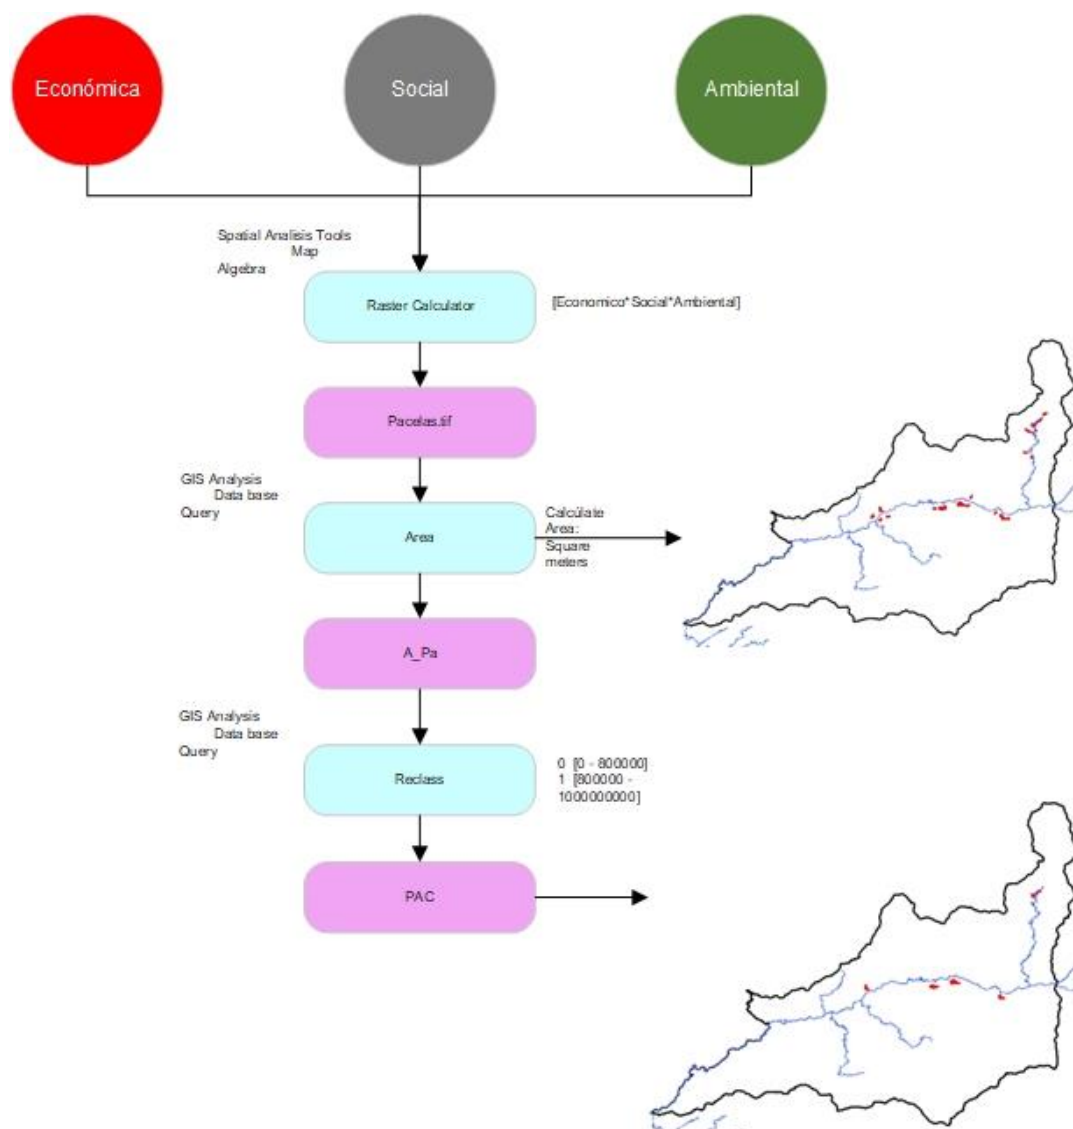 Económica
Social
Ambiental
Spatial Analisis Tools
Map
Algebra
Raster Calculator
[Economico*Social*Ambiental]
Pacelas.tif
GIS Analysis
Data base
Query
Area
Calcúlate
Area:
Square
meters
A_Pa
GIS Analysis
Data base
Query
Reclass
0 [0 - 800000]
1 [800000 -
1000000000]
PAC